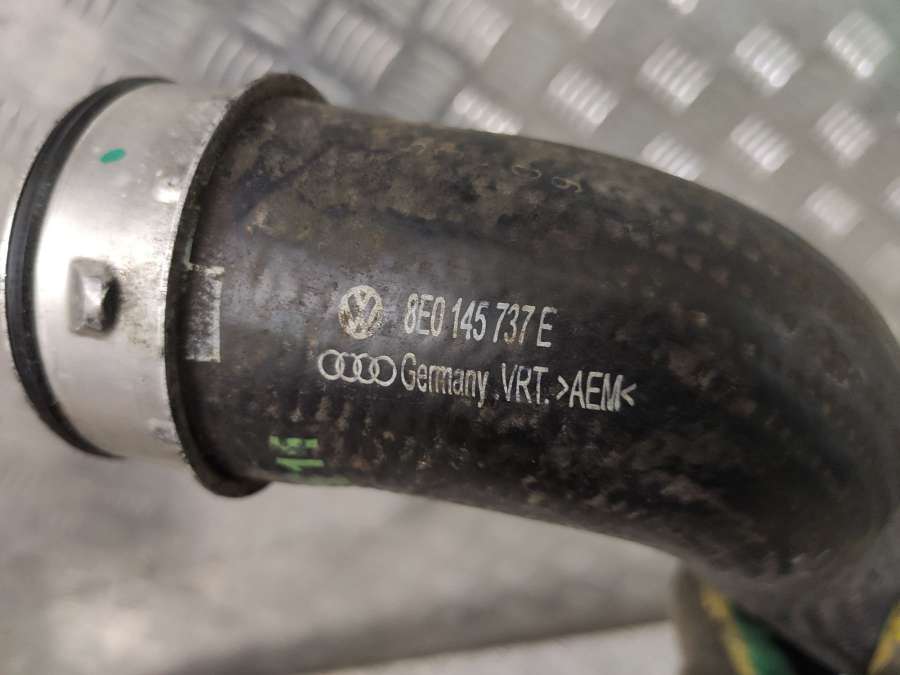 8E0 145 737 E
Germany .VRT. >AEM<